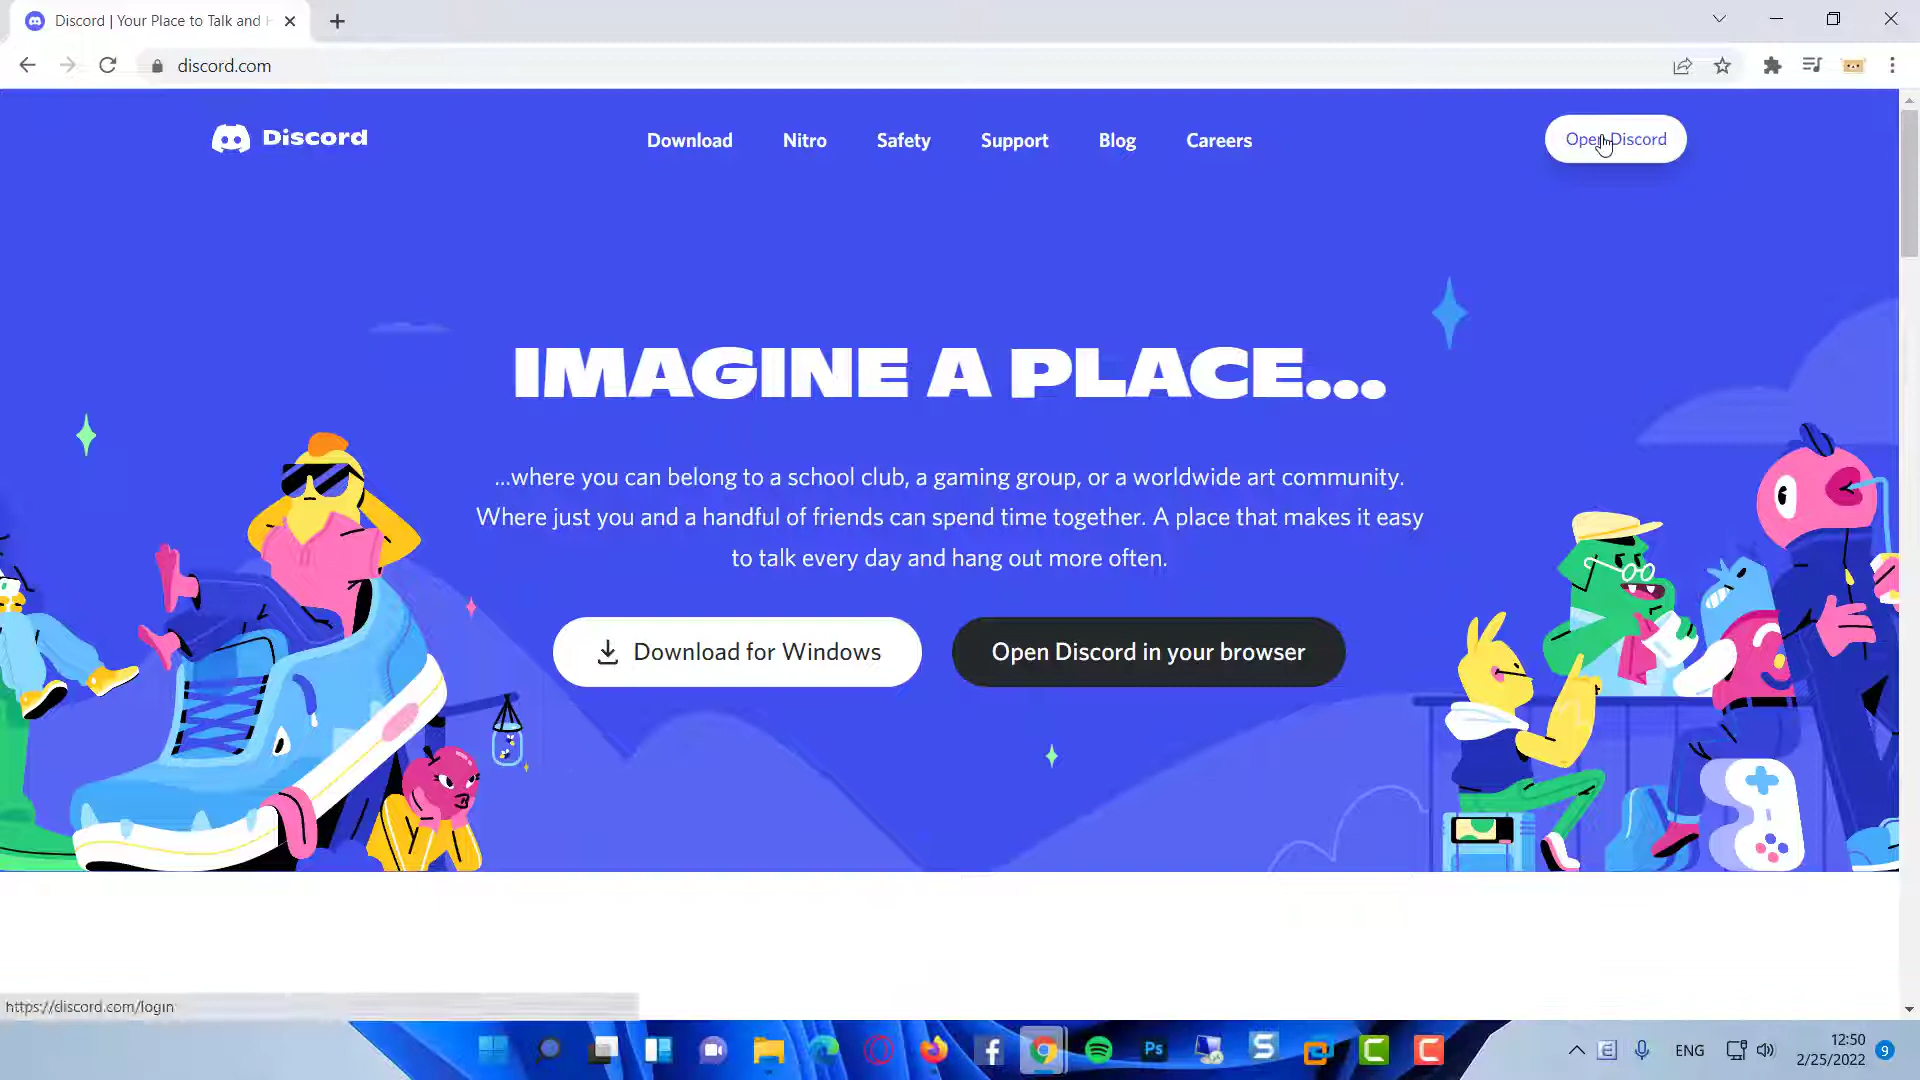 Discord | Your Place to Talk and H
discord.com
Discord
Download
Nitro
Safety
Support
Blog
Careers
Open Discord
IMAGINE A PLACE...
...where you can belong to a school club, a gaming group, or a worldwide art community.
Where just you and a handful of friends can spend time together. A place that makes it easy
to talk every day and hang out more often.
Download for Windows
Open Discord in your browser
https://discord.com/login
Ps
S
C
C
ENG
12:50
2/25/2022
9